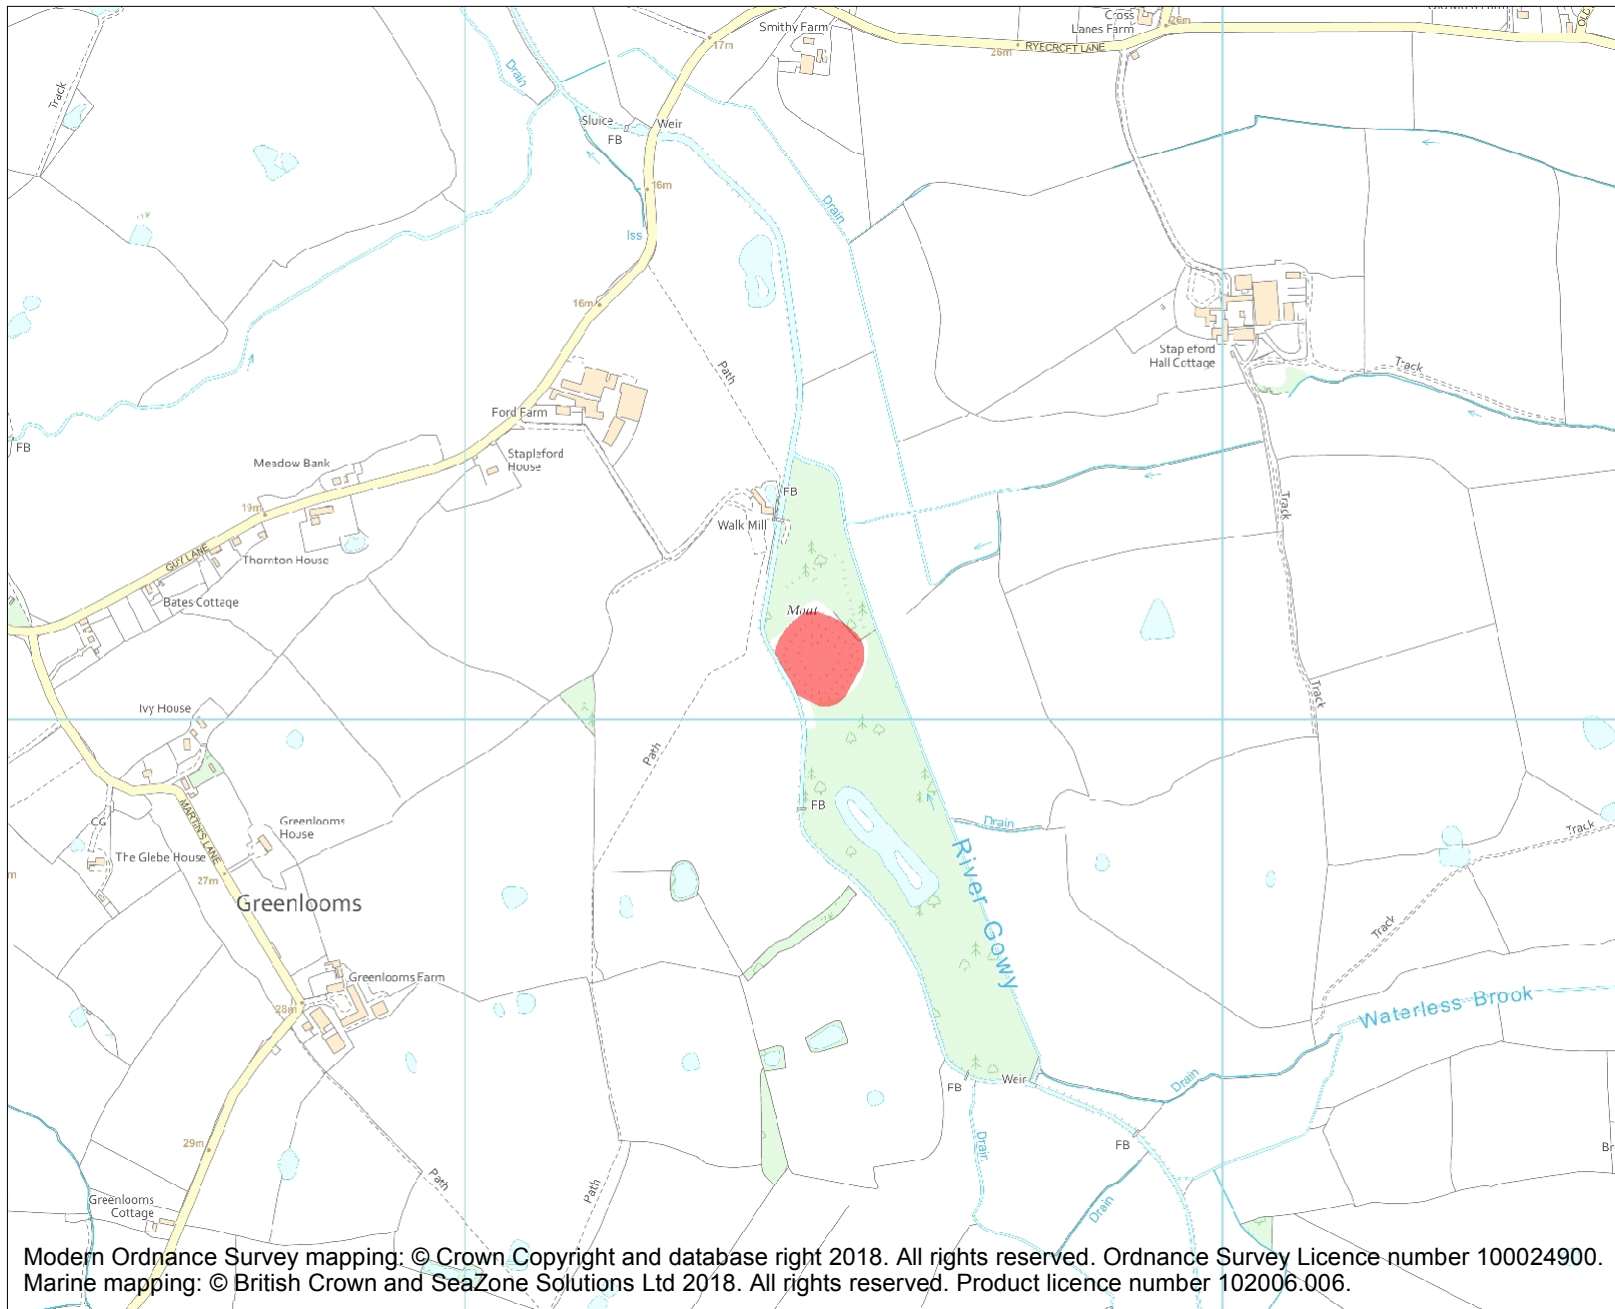 Cross
Lanes Farm
26m
OLD
Smithy Farm
17m
26m
RYECROFT LANE
Track
Drain
Sluice
FB
Weir
16m
Drain
Iss
16m
Path
Stapleford
Hall Cottage
Track
Ford Farm
FB
Meadow Bank
Stapleford
House
19m
FB
Walk Mill
Track
GUY LANE
Thornton House
Bates Cottage
Moat
Track
Ivy House
Path
CG
MARTIN'S LANE
Greenlooms
House
FB
Drain
Track
The Glebe House
27m
m
River Gowy
Greenlooms
Track
Greenlooms Farm
28m
Waterless Brook
FB
Weir
Drain
29m
Drain
FB
Br
Path
Path
Drain
Greenlooms
Cottage
Modern Ordnance Survey mapping: © Crown Copyright and database right 2018. All rights reserved. Ordnance Survey Licence number 100024900.
Marine mapping: © British Crown and SeaZone Solutions Ltd 2018. All rights reserved. Product licence number 102006.006.